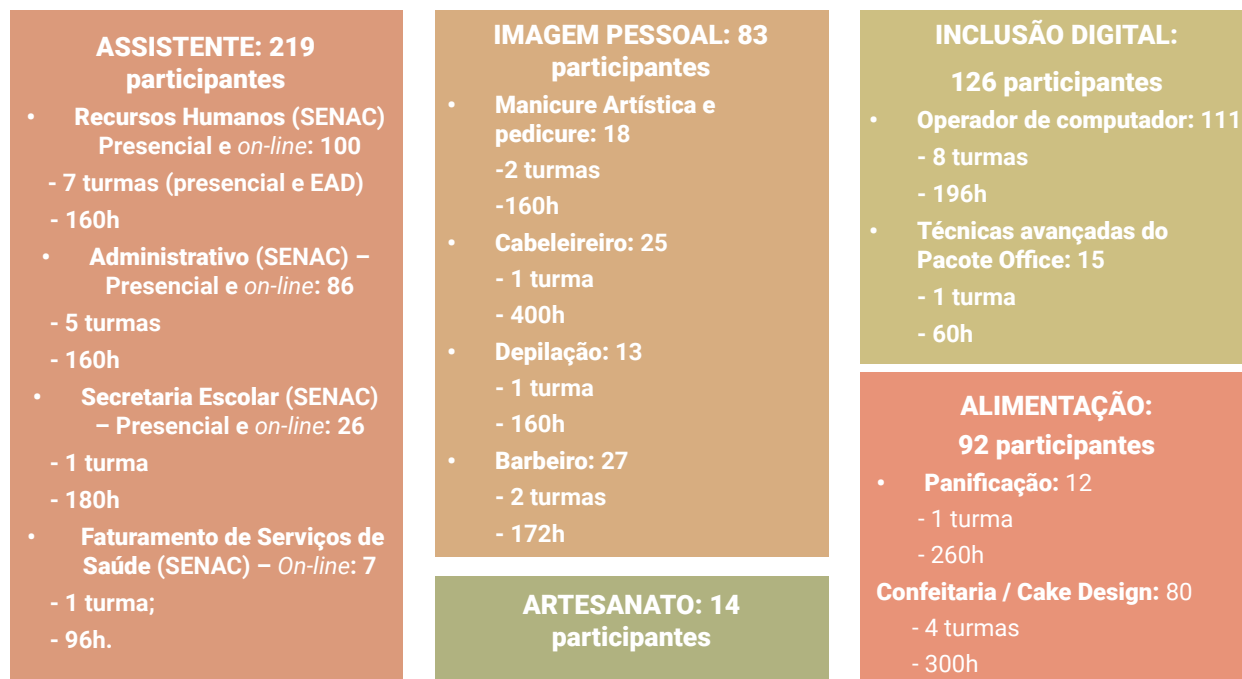 ASSISTENTE: 219
participantes
• Recursos Humanos (SENAC)
Presencial e on-line: 100
- 7 turmas (presencial e EAD)
- 160h
• Administrativo (SENAC) –
Presencial e on-line: 86
- 5 turmas
- 160h
• Secretaria Escolar (SENAC)
– Presencial e on-line: 26
- 1 turma
- 180h
• Faturamento de Serviços de
Saúde (SENAC) – On-line: 7
- 1 turma;
- 96h.
IMAGEM PESSOAL: 83
participantes
• Manicure Artística e
pedicure: 18
-2 turmas
-160h
• Cabeleireiro: 25
- 1 turma
- 400h
• Depilação: 13
- 1 turma
- 160h
• Barbeiro: 27
- 2 turmas
- 172h
ARTESANATO: 14
participantes
INCLUSÃO DIGITAL:
126 participantes
• Operador de computador: 111
- 8 turmas
- 196h
• Técnicas avançadas do
Pacote Office: 15
- 1 turma
- 60h
ALIMENTAÇÃO:
92 participantes
• Panificação: 12
- 1 turma
- 260h
Confeitaria / Cake Design: 80
- 4 turmas
- 300h